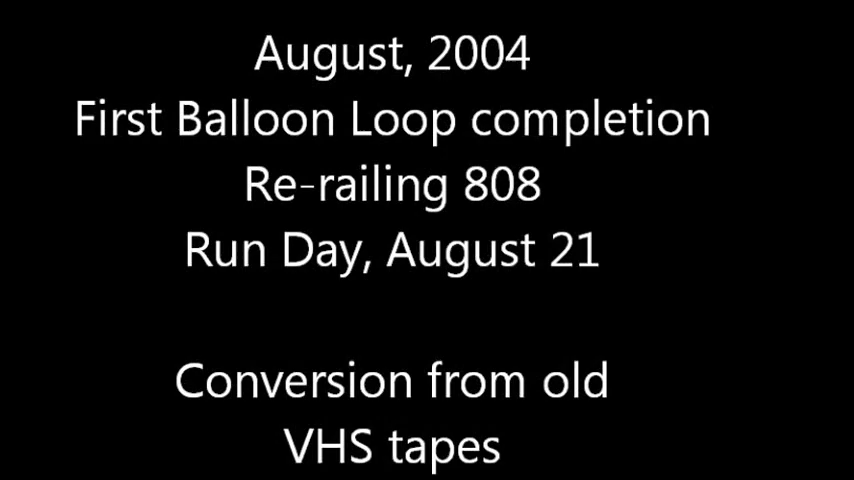 August, 2004
First Balloon Loop completion
Re-railing 808
Run Day, August 21
Conversion from old
VHS tapes